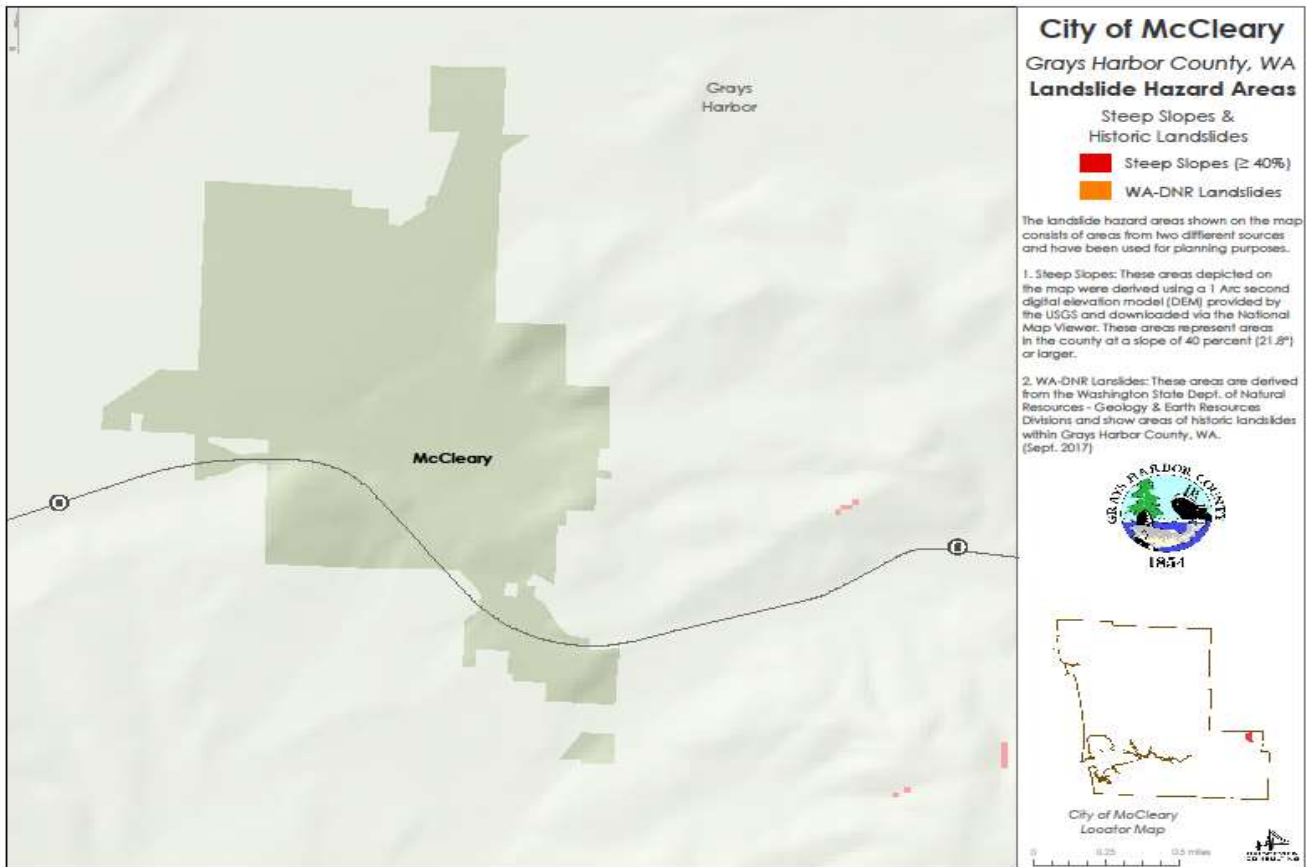 Grays
Harbor
McCleary
City of McCleary
Grays Harbor County, WA
Landslide Hazard Areas
Steep Slopes &
Historic Landslides
Steep Slopes (≥ 40%)
WA-DNR Landslides
The landslide hazard areas shown on the map
consists of areas from two different sources
and have been used for planning purposes.
1. Steep Slopes: These areas depicted on
the map were derived using a 1 Arc second
digital elevation model (DEM) provided by
the USGS and downloaded via the National
Map Viewer. These areas represent areas
in the county at a slope of 40 percent (21.8°)
or larger.
2. WA-DNR Lanslides: These areas are derived
from the Washington State Dept. of Natural
Resources - Geology & Earth Resources
Divisions and show areas of historic landslides
within Grays Harbor County, WA.
(Sept. 2017)
GRAYS HARBOR COUNTY
1854
City of McCleary
Locator Map
0 0.25 0.5 miles